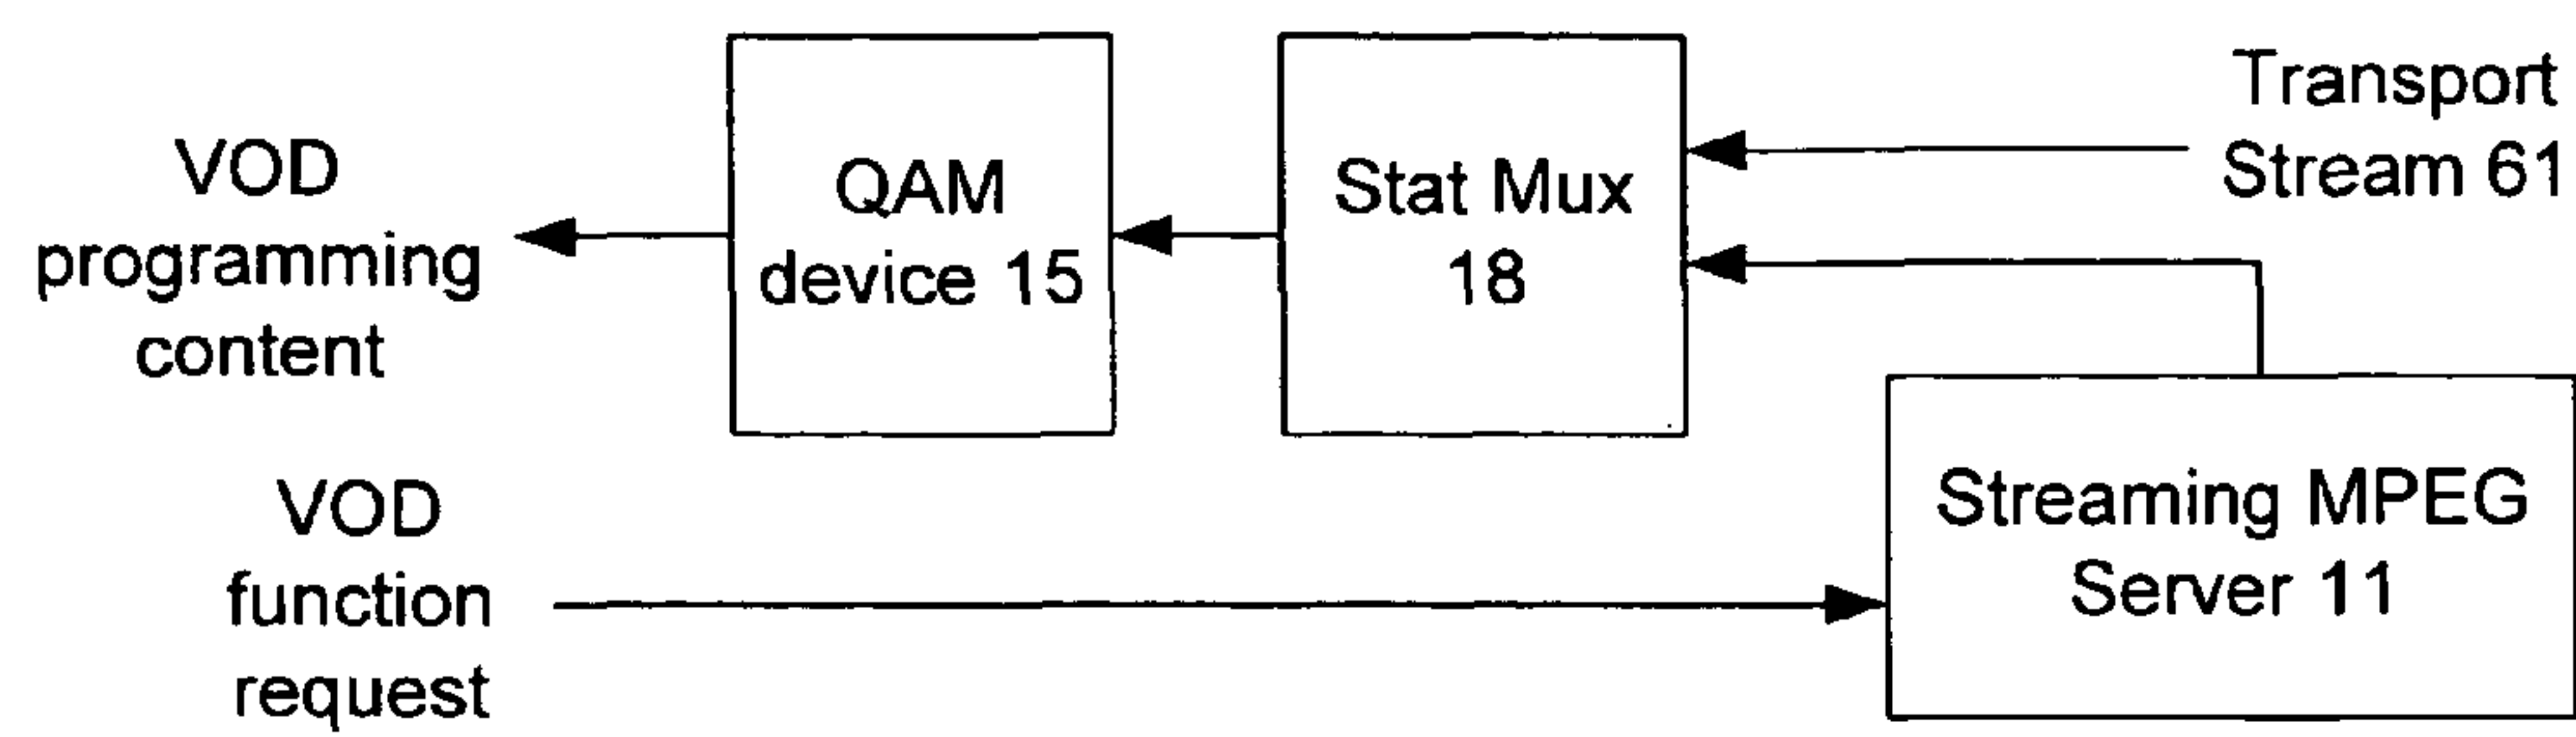 VOD
programming
content
QAM
device 15
Stat Mux
18
Transport
Stream 61
VOD
function
request
Streaming MPEG
Server 11